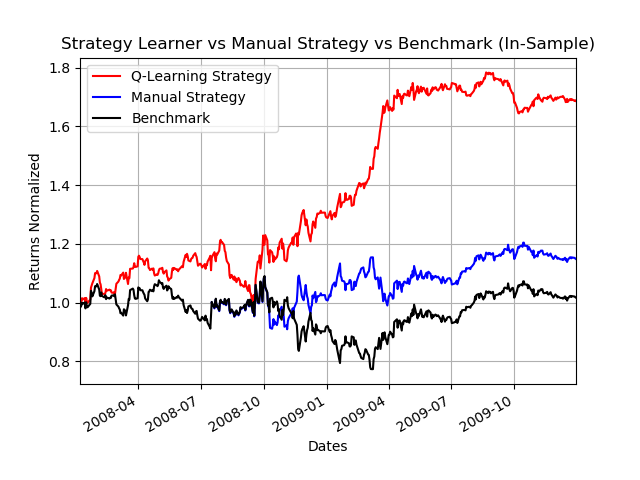 Strategy Learner vs Manual Strategy vs Benchmark (In-Sample)
Q-Learning Strategy
Manual Strategy
Benchmark
Returns Normalized
1.8
1.6
1.4
1.2
1.0
0.8
2008-04
2008-07
2008-10
2009-01
2009-04
2009-07
2009-10
Dates